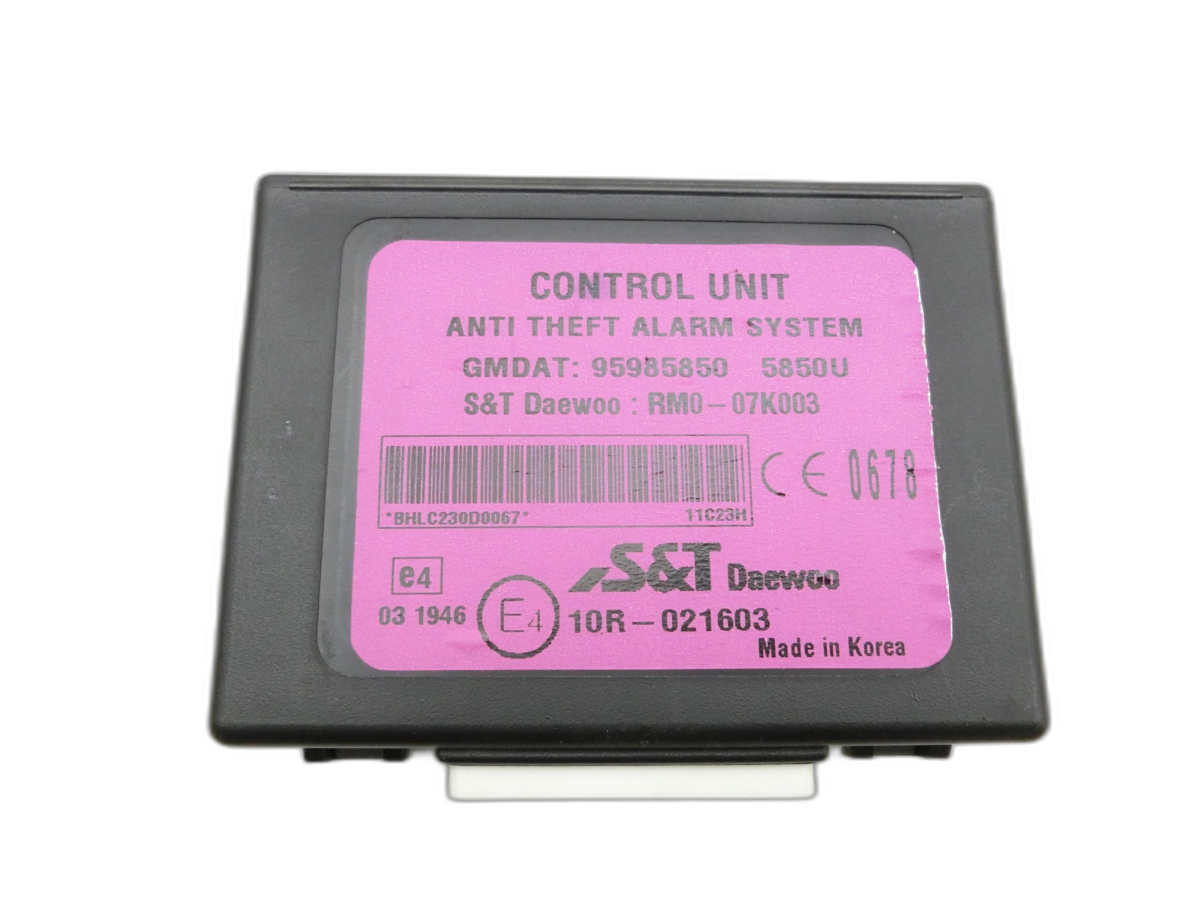 CONTROL UNIT
ANTI THEFT ALARM SYSTEM
GMDAT: 95985850 5850U
S&T Daewoo : RM0-07K003
*BHLC230D0067* 11C23H
CE 0678
e4
03 1946
E4
S&T Daewoo
10R-021603
Made in Korea